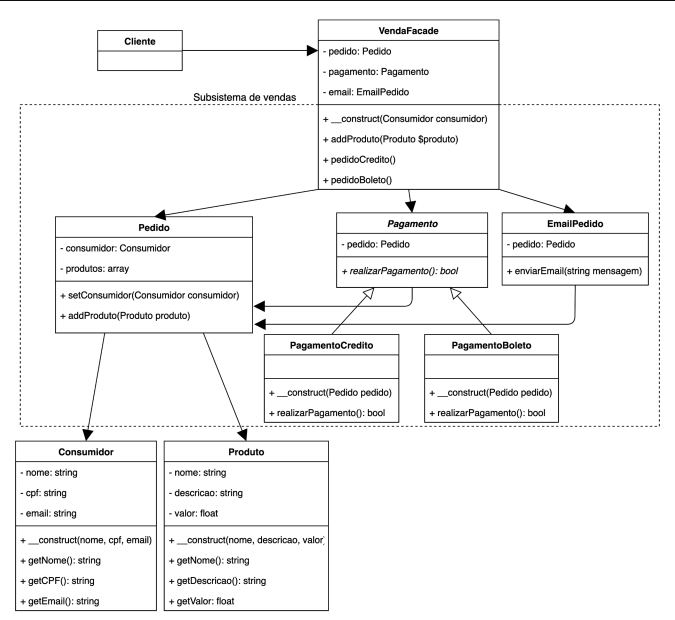 Cliente
VendaFacade
- pedido: Pedido
- pagamento: Pagamento
- email: EmailPedido
Subsistema de vendas
+ __construct(Consumidor consumidor)
+ addProduto(Produto $produto)
+ pedidoCredito()
+ pedidoBoleto()
Pedido
- consumidor: Consumidor
- produtos: array
+ setConsumidor(Consumidor consumidor)
+ addProduto(Produto produto)
Pagamento
- pedido: Pedido
+ realizarPagamento(): bool
EmailPedido
- pedido: Pedido
+ enviarEmail(string mensagem)
PagamentoCredito
+ __construct(Pedido pedido)
+ realizarPagamento(): bool
PagamentoBoleto
+ __construct(Pedido pedido)
+ realizarPagamento(): bool
Consumidor
- nome: string
- cpf: string
- email: string
+ __construct(nome, cpf, email)
+ getNome(): string
+ getCPF(): string
+ getEmail(): string
Produto
- nome: string
- descricao: string
- valor: float
+ __construct(nome, descricao, valor)
+ getNome(): string
+ getDescricao(): string
+ getValor: float